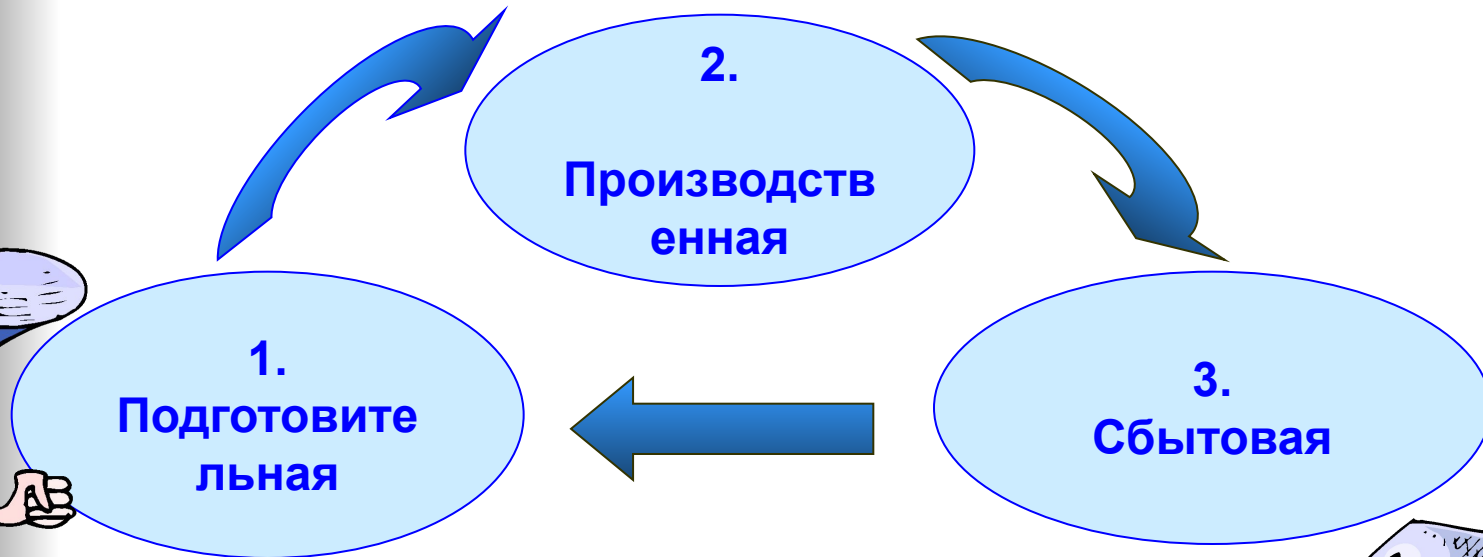 2.
Производств
енная
1.
Подготовите
льная
3.
Сбытовая